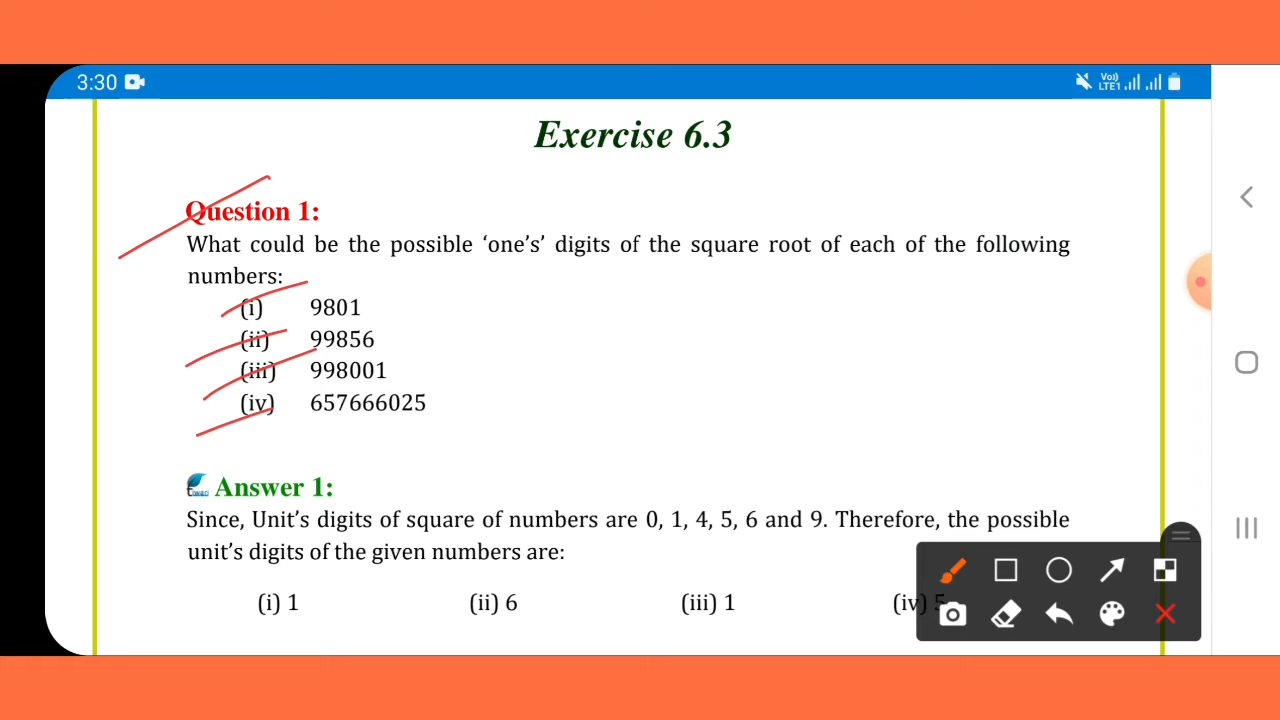 3:30
Vo))
LTE1
Exercise 6.3
Question 1:
What could be the possible ‘one’s’ digits of the square root of each of the following
numbers:
(i) 9801
(ii) 99856
(iii) 998001
(iv) 657666025
Answer 1:
Since, Unit’s digits of square of numbers are 0, 1, 4, 5, 6 and 9. Therefore, the possible
unit’s digits of the given numbers are:
(i) 1 (ii) 6 (iii) 1 (iv) 5